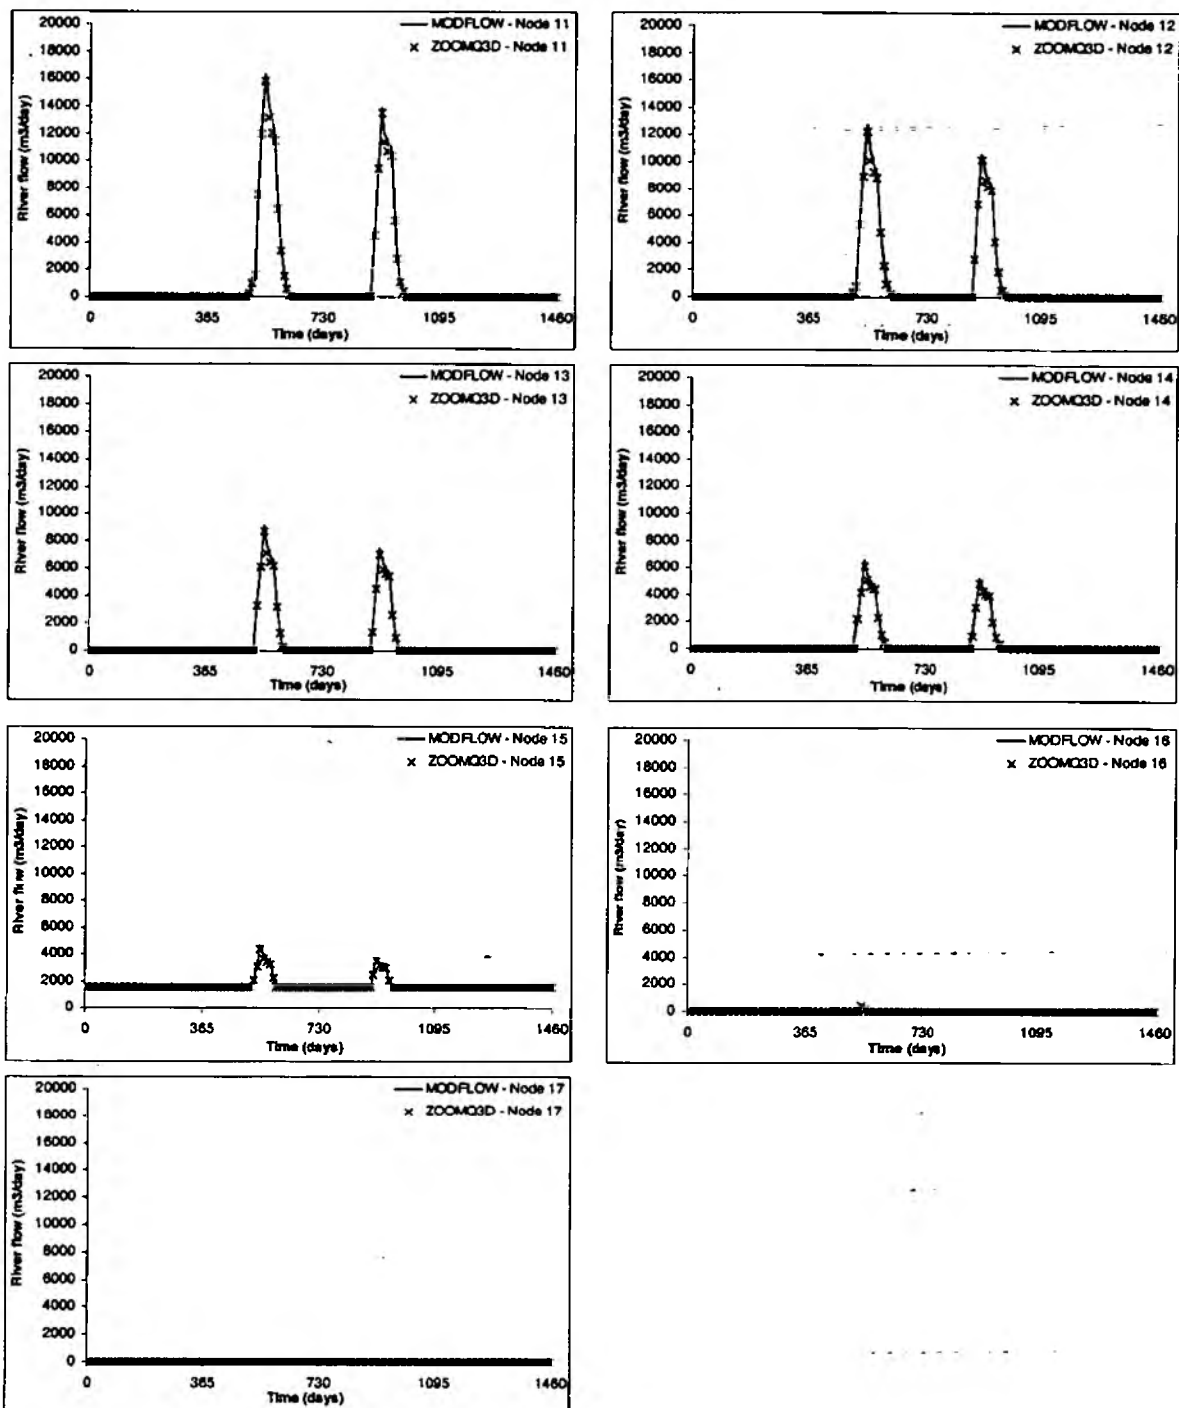 MODFLOW - Node 11
ZOOMQ3D - Node 11
River flow (m3/day)
20000
18000
16000
14000
12000
10000
8000
6000
4000
2000
0
0 365 730 1095 1460
Time (days)
MODFLOW - Node 12
ZOOMQ3D - Node 12
River flow (m3/day)
20000
18000
16000
14000
12000
10000
8000
6000
4000
2000
0
0 365 730 1095 1460
Time (days)
MODFLOW - Node 13
ZOOMQ3D - Node 13
River flow (m3/day)
20000
18000
16000
14000
12000
10000
8000
6000
4000
2000
0
0 365 730 1095 1460
Time (days)
MODFLOW - Node 14
ZOOMQ3D - Node 14
River flow (m3/day)
20000
18000
16000
14000
12000
10000
8000
6000
4000
2000
0
0 365 730 1095 1460
Time (days)
MODFLOW - Node 15
ZOOMQ3D - Node 15
River flow (m3/day)
20000
18000
16000
14000
12000
10000
8000
6000
4000
2000
0
0 365 730 1095 1460
Time (days)
MODFLOW - Node 16
ZOOMQ3D - Node 16
River flow (m3/day)
20000
18000
16000
14000
12000
10000
8000
6000
4000
2000
0
0 365 730 1095 1460
Time (days)
MODFLOW - Node 17
ZOOMQ3D - Node 17
River flow (m3/day)
20000
18000
16000
14000
12000
10000
8000
6000
4000
2000
0
0 365 730 1095 1460
Time (days)